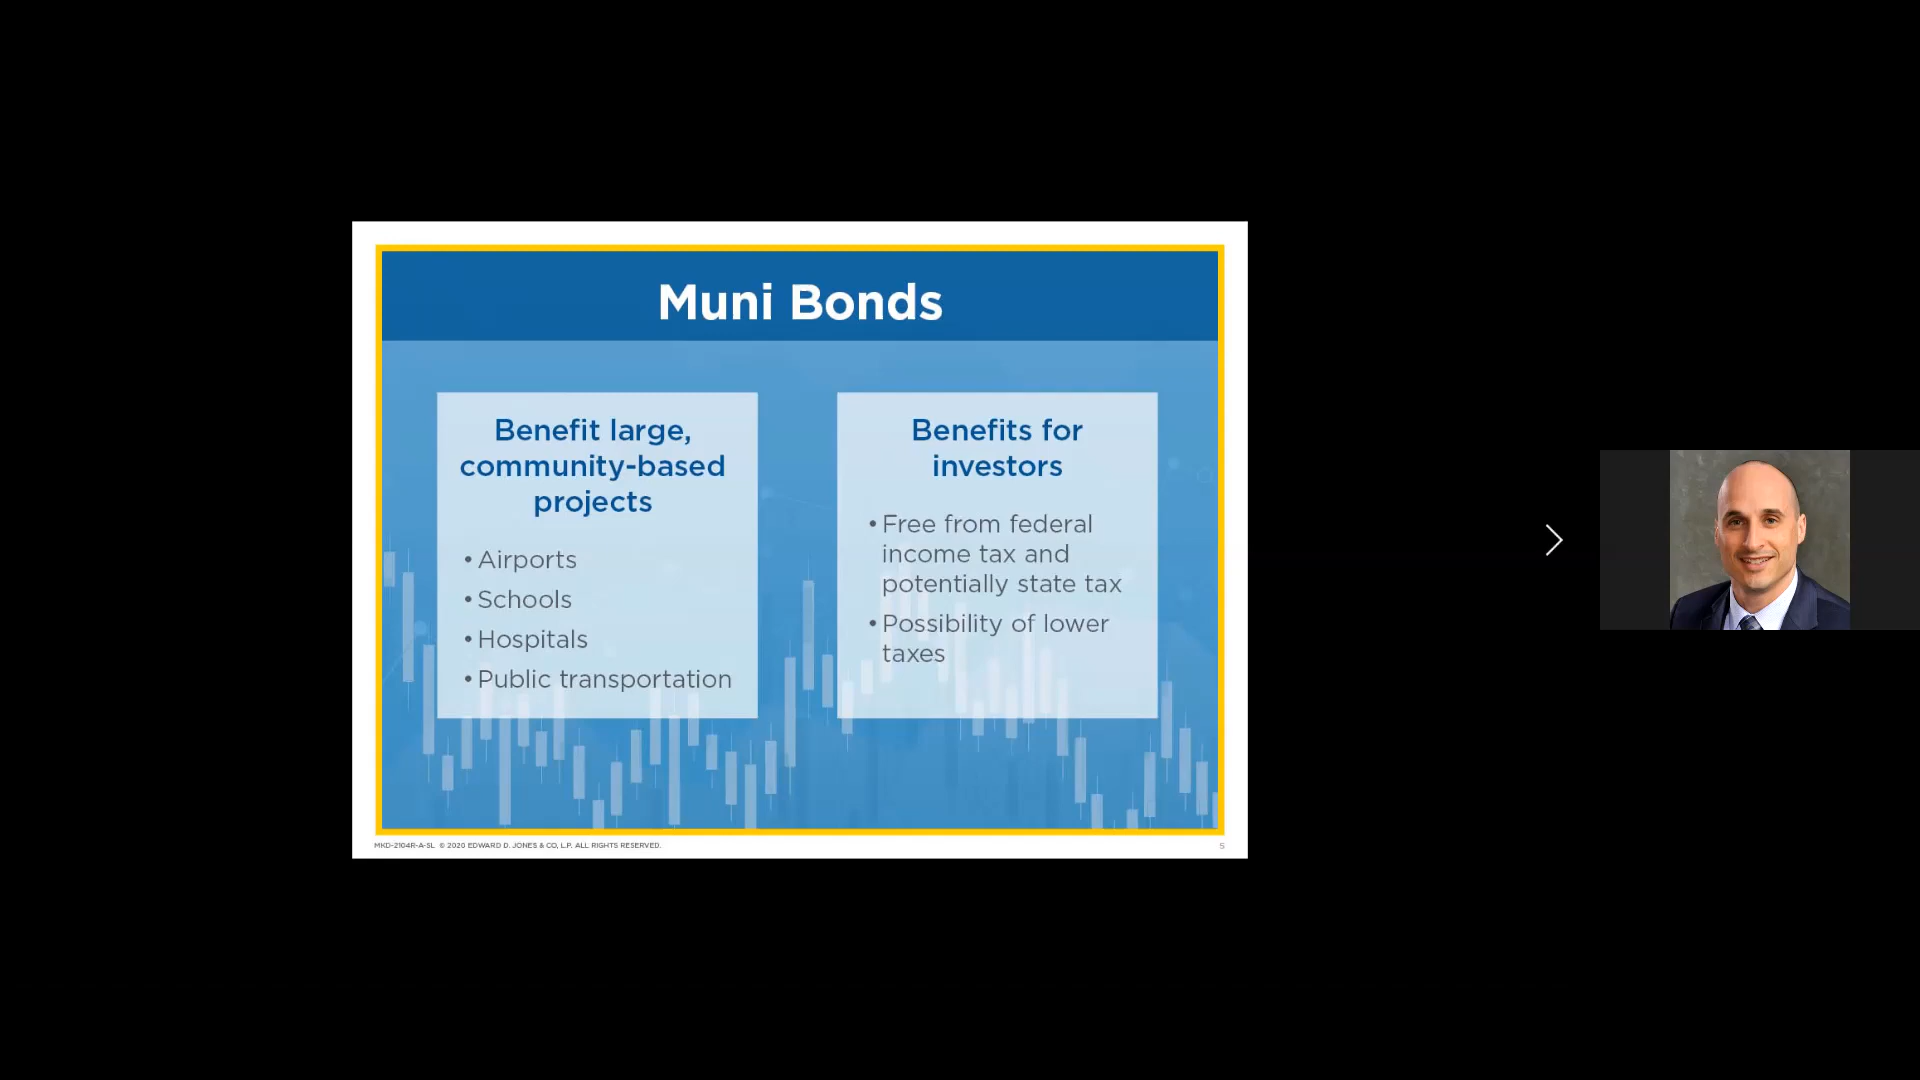 Muni Bonds
Benefit large,
community-based
projects
• Airports
• Schools
• Hospitals
• Public transportation
Benefits for
investors
• Free from federal
income tax and
potentially state tax
• Possibility of lower
taxes
MKD-2104R-A-SL © 2020 EDWARD D. JONES & CO, L.P. ALL RIGHTS RESERVED.
5